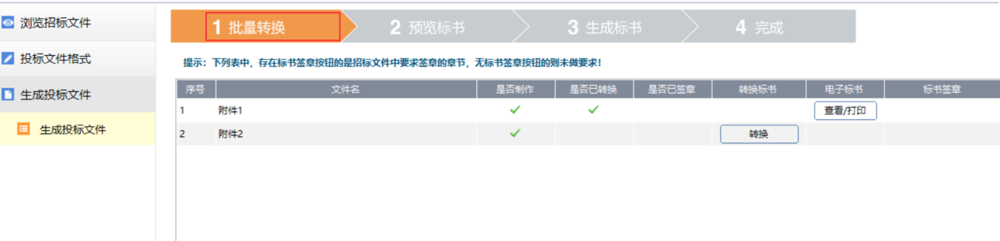 浏览招标文件
投标文件格式
生成投标文件
生成投标文件
1 批量转换 2 预览标书 3 生成标书 4 完成
提示：下列表中，存在标书签章按钮的是招标文件中要求签章的章节，无标书签章按钮的则未做要求！
序号 文件名 是否制作 是否已转换 是否已签章 转换标书 电子标书 标书签章
1 附件1 查看/打印
2 附件2 转换